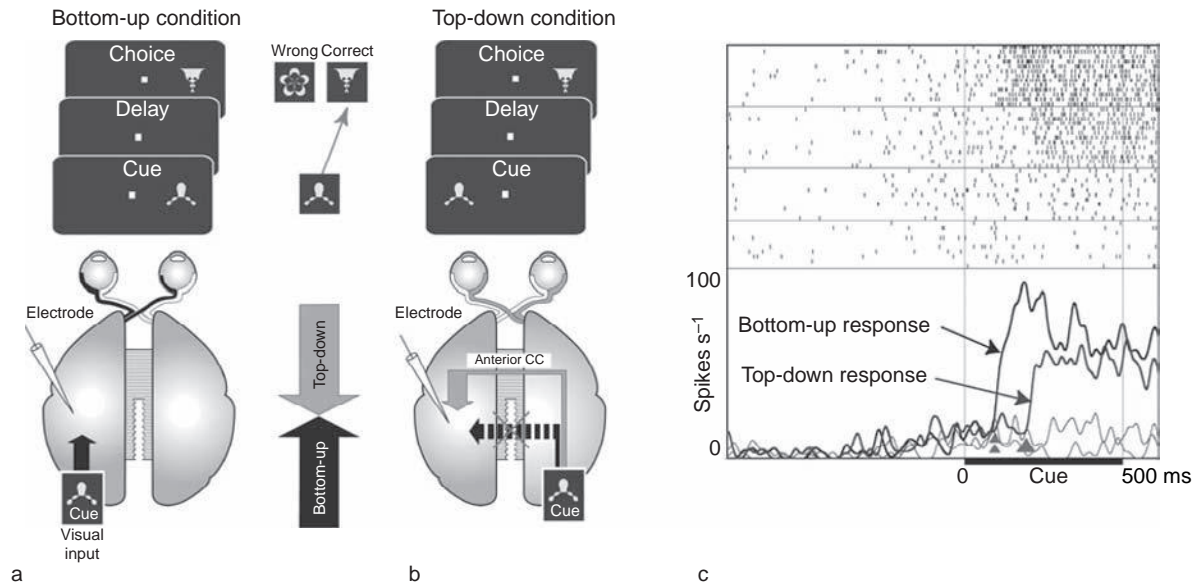 Bottom-up condition
Choice
Delay
Cue
Electrode
Cue
Visual
input
a
Wrong Correct
Top-down
Bottom-up
Top-down condition
Choice
Delay
Cue
Electrode
Anterior CC
Cue
b
100
Spikes s⁻¹
0
Bottom-up response
Top-down response
0
Cue
500 ms
c